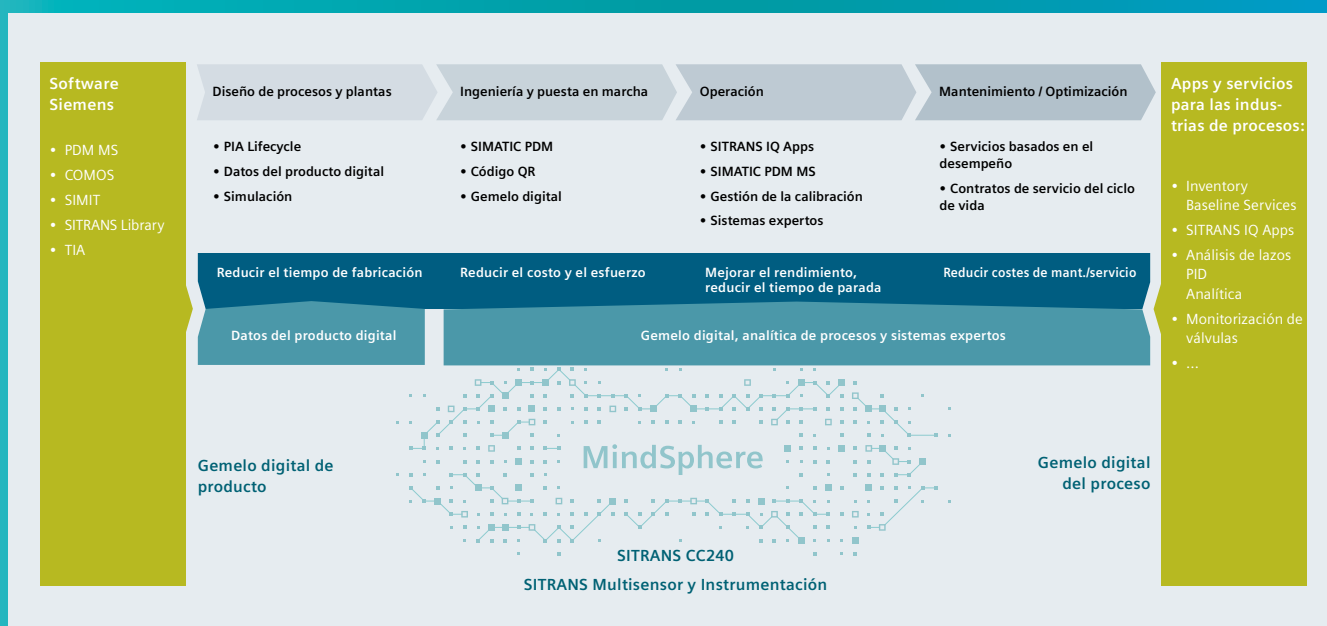 Software
Siemens
• PDM MS
• COMOS
• SIMIT
• SITRANS Library
• TIA
Diseño de procesos y plantas
• PIA Lifecycle
• Datos del producto digital
• Simulación
Ingeniería y puesta en marcha
• SIMATIC PDM
• Código QR
• Gemelo digital
Operación
• SITRANS IQ Apps
• SIMATIC PDM MS
• Gestión de la calibración
• Sistemas expertos
Mantenimiento / Optimización
• Servicios basados en el
desempeño
• Contratos de servicio del ciclo
de vida
Reducir el tiempo de fabricación
Reducir el costo y el esfuerzo
Mejorar el rendimiento,
reducir el tiempo de parada
Reducir costes de mant./servicio
Datos del producto digital
Gemelo digital, analítica de procesos y sistemas expertos
MindSphere
Gemelo digital de
producto
Gemelo digital
del proceso
SITRANS CC240
SITRANS Multisensor y Instrumentación
Apps y servicios
para las indus-
trias de procesos:
• Inventory
Baseline Services
• SITRANS IQ Apps
• Análisis de lazos
PID
Analítica
• Monitorización de
válvulas
• ...